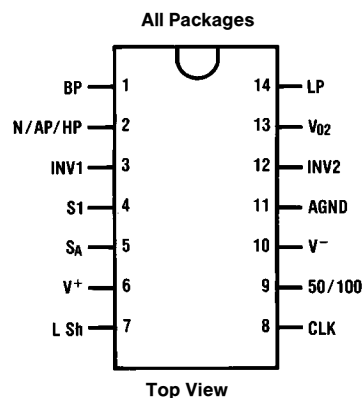 All Packages
BP 1 14 LP
N/AP/HP 2 13 VO2
INV1 3 12 INV2
S1 4 11 AGND
SA 5 10 V−
V+ 6 9 50/100
L Sh 7 8 CLK
Top View